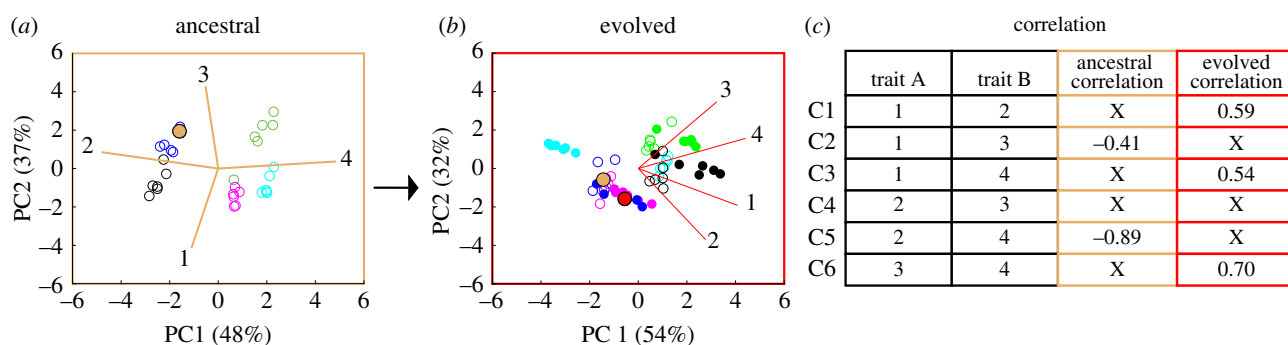 (a) ancestral
6
4
2
0
−2
−4
−6
PC2 (37%)
−6 −4 −2 0 2 4 6
PC1 (48%)
3
2
4
1
(b) evolved
6
4
2
0
−2
−4
−6
PC2 (32%)
−6 −4 −2 0 2 4 6
PC 1 (54%)
3
4
1
2
(c) correlation
trait A trait B ancestral correlation evolved correlation
C1 1 2 X 0.59
C2 1 3 –0.41 X
C3 1 4 X 0.54
C4 2 3 X X
C5 2 4 –0.89 X
C6 3 4 X 0.70